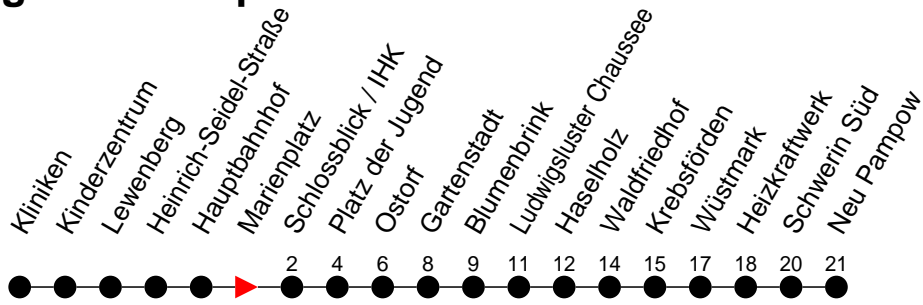 Kliniken
Kinderzentrum
Lewenberg
Heinrich-Seidel-Straße
Hauptbahnhof
Marienplatz
Schlossblick / IHK
Platz der Jugend
Ostorf
Gartenstadt
Blumenbrink
Ludwigsluster Chaussee
Haselholz
Waldfriedhof
Krebsförden
Wüstmark
Heizkraftwerk
Schwerin Süd
Neu Pampow
2 4 6 8 9 11 12 14 15 17 18 20 21